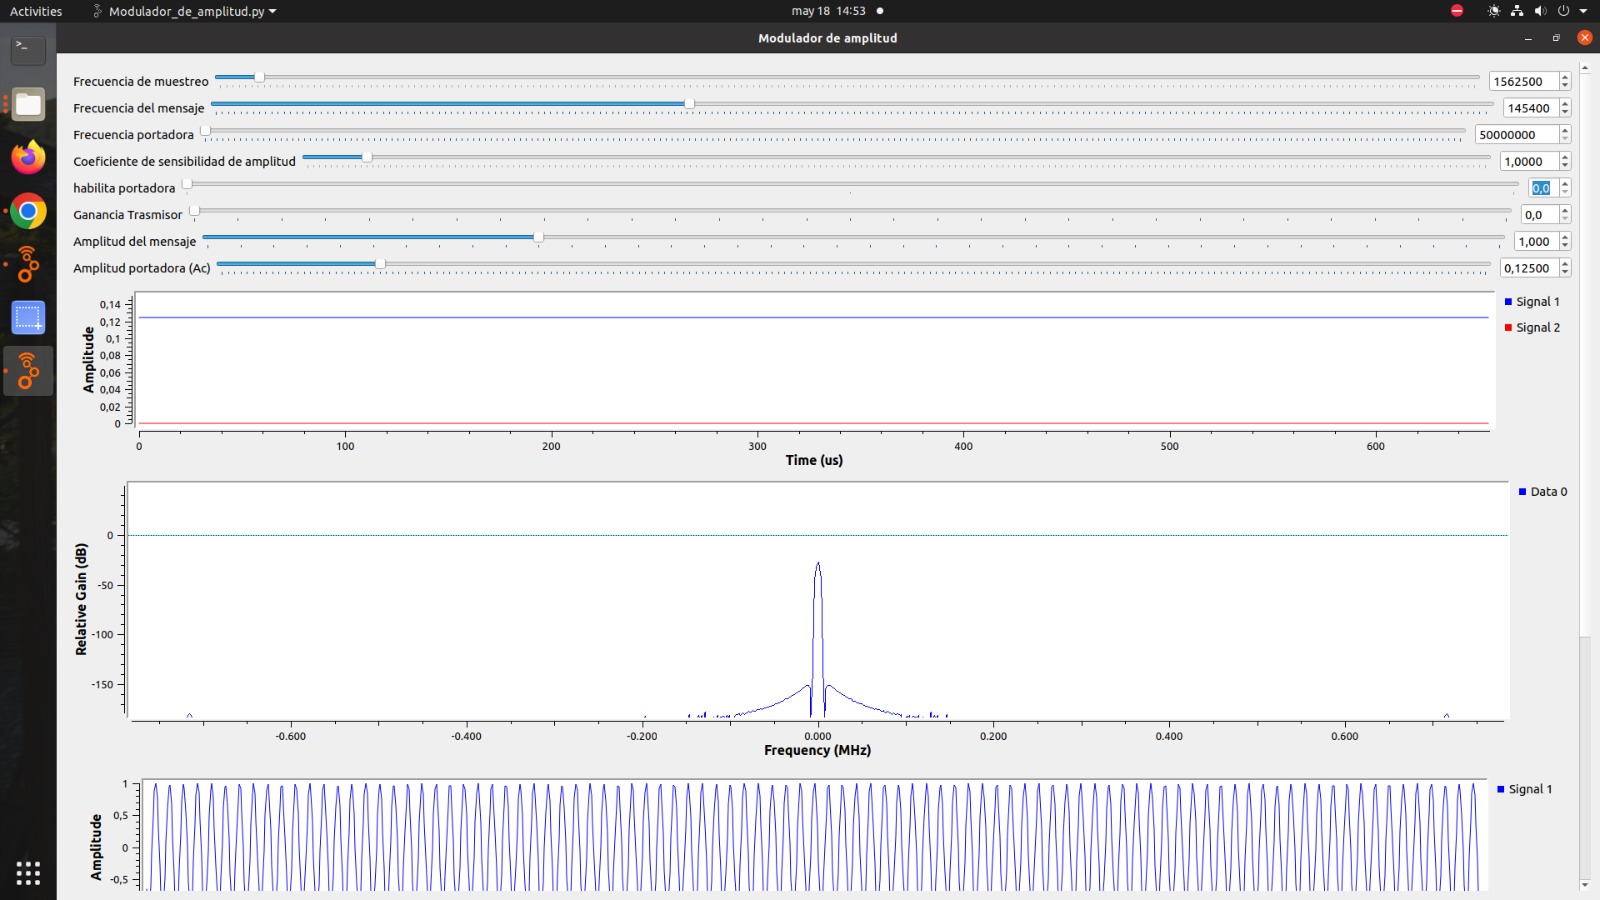 Activities
Modulador_de_amplitud.py
may 18 14:53
Modulador de amplitud
Frecuencia de muestreo
1562500
Frecuencia del mensaje
145400
Frecuencia portadora
50000000
Coeficiente de sensibilidad de amplitud
1,0000
habilita portadora
0,0
Ganancia Trasmisor
0,0
Amplitud del mensaje
1,000
Amplitud portadora (Ac)
0,12500
0,14
0,12
0,1
0,08
0,06
0,04
0,02
0
Amplitude
Signal 1
Signal 2
0 100 200 300 400 500 600
Time (us)
0
-50
-100
-150
Relative Gain (dB)
Data 0
-0.600 -0.400 -0.200 0.000 0.200 0.400 0.600
Frequency (MHz)
1
0,5
0
-0,5
Amplitude
Signal 1